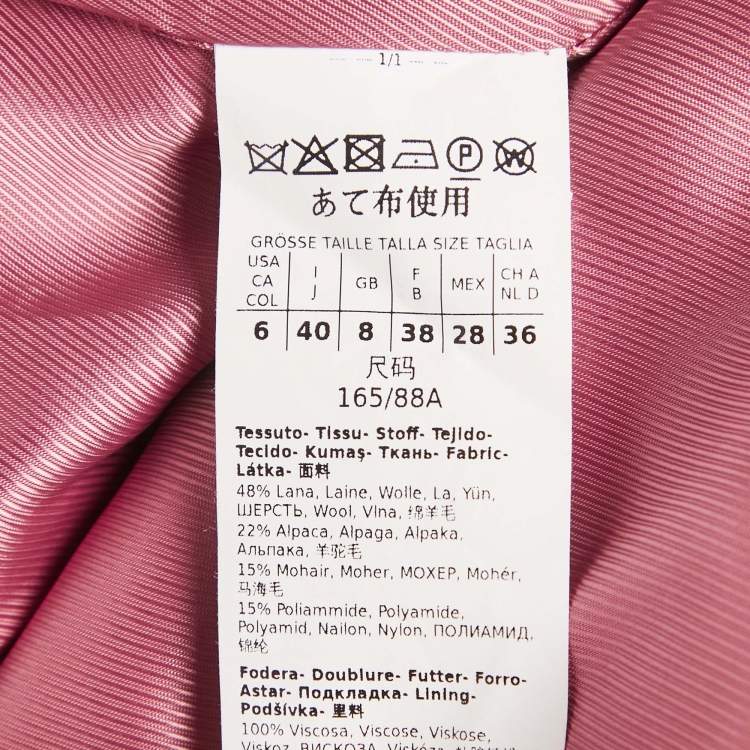 1/1
P W
あて布使用
GRÖSSE TAILLE TALLA SIZE TAGLIA
USA CA COL I J GB F B MEX CH A NL D
6 40 8 38 28 36
尺码
165/88A
Tessuto- Tissu- Stoff- Tejido-
Tecido- Kumaş- Ткань- Fabric-
Látka- 面料
48% Lana, Laine, Wolle, La, Yün,
ШЕРСТЬ, Wool, Vlna, 绵羊毛
22% Alpaca, Alpaga, Alpaka,
Альпака, 羊驼毛
15% Mohair, Moher, МОХЕР, Mohér,
马海毛
15% Poliammide, Polyamide,
Polyamid, Nailon, Nylon, ПОЛИАМИД,
锦纶
Fodera- Doublure- Futter- Forro-
Astar- Подкладка- Lining-
Podšívka- 里料
100% Viscosa, Viscose, Viskose,
Viskoz, ВИСКОЗА, Viskóza,